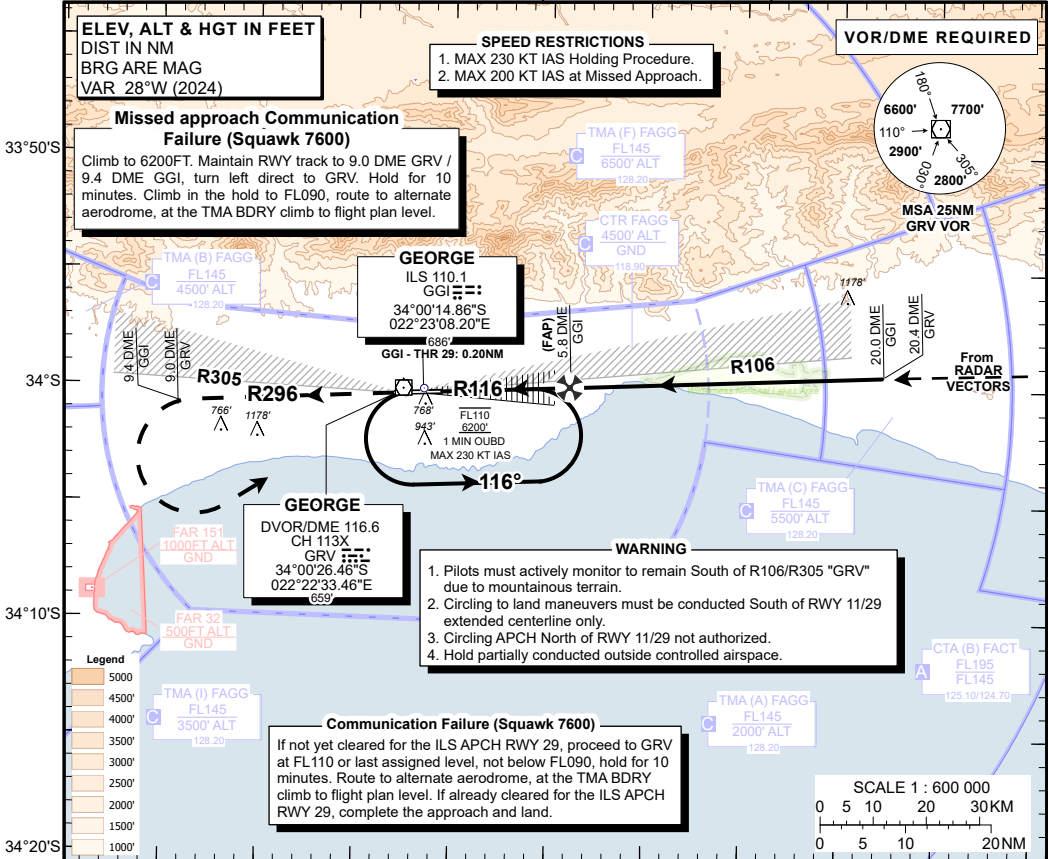 ELEV, ALT & HGT IN FEET
DIST IN NM
BRG ARE MAG
VAR 28°W (2024)
SPEED RESTRICTIONS
1. MAX 230 KT IAS Holding Procedure.
2. MAX 200 KT IAS at Missed Approach.
VOR/DME REQUIRED
180°
6600'
7700'
110°
2900'
305°
030°
2800'
MSA 25NM
GRV VOR
Missed approach Communication
Failure (Squawk 7600)
Climb to 6200FT. Maintain RWY track to 9.0 DME GRV /
9.4 DME GGI, turn left direct to GRV. Hold for 10
minutes. Climb in the hold to FL090, route to alternate
aerodrome, at the TMA BDRY climb to flight plan level.
33°50'S
TMA (F) FAGG
C
FL145
6500' ALT
128.20
CTR FAGG
C
4500' ALT
GND
118.90
TMA (B) FAGG
C
FL145
4500' ALT
128.20
GEORGE
ILS 110.1
GGI
34°00'14.86"S
022°23'08.20"E
686'
GGI - THR 29: 0.20NM
(FAP)
5.8 DME
GGI
1178'
20.0 DME
GGI
20.4 DME
GRV
9.4 DME
GGI
9.0 DME
GRV
34°S
R305
R296
R116
R106
From
RADAR
VECTORS
766'
1178'
768'
943'
FL110
6200'
1 MIN OUBD
MAX 230 KT IAS
116°
GEORGE
DVOR/DME 116.6
CH 113X
GRV
34°00'26.46"S
022°22'33.46"E
659'
TMA (C) FAGG
C
FL145
5500' ALT
128.20
FAR 151
1000FT ALT
GND
WARNING
1. Pilots must actively monitor to remain South of R106/R305 "GRV"
due to mountainous terrain.
2. Circling to land maneuvers must be conducted South of RWY 11/29
extended centerline only.
3. Circling APCH North of RWY 11/29 not authorized.
4. Hold partially conducted outside controlled airspace.
34°10'S
FAR 32
500FT ALT
GND
CTA (B) FACT
A
FL195
FL145
125.10/124.70
Legend
5000
4500'
4000'
3500'
3000'
2500'
2000'
1500'
1000'
TMA (I) FAGG
C
FL145
3500' ALT
128.20
TMA (A) FAGG
C
FL145
2000' ALT
128.20
Communication Failure (Squawk 7600)
If not yet cleared for the ILS APCH RWY 29, proceed to GRV
at FL110 or last assigned level, not below FL090, hold for 10
minutes. Route to alternate aerodrome, at the TMA BDRY
climb to flight plan level. If already cleared for the ILS APCH
RWY 29, complete the approach and land.
SCALE 1 : 600 000
0 5 10 20 30KM
0 5 10 20NM
34°20'S